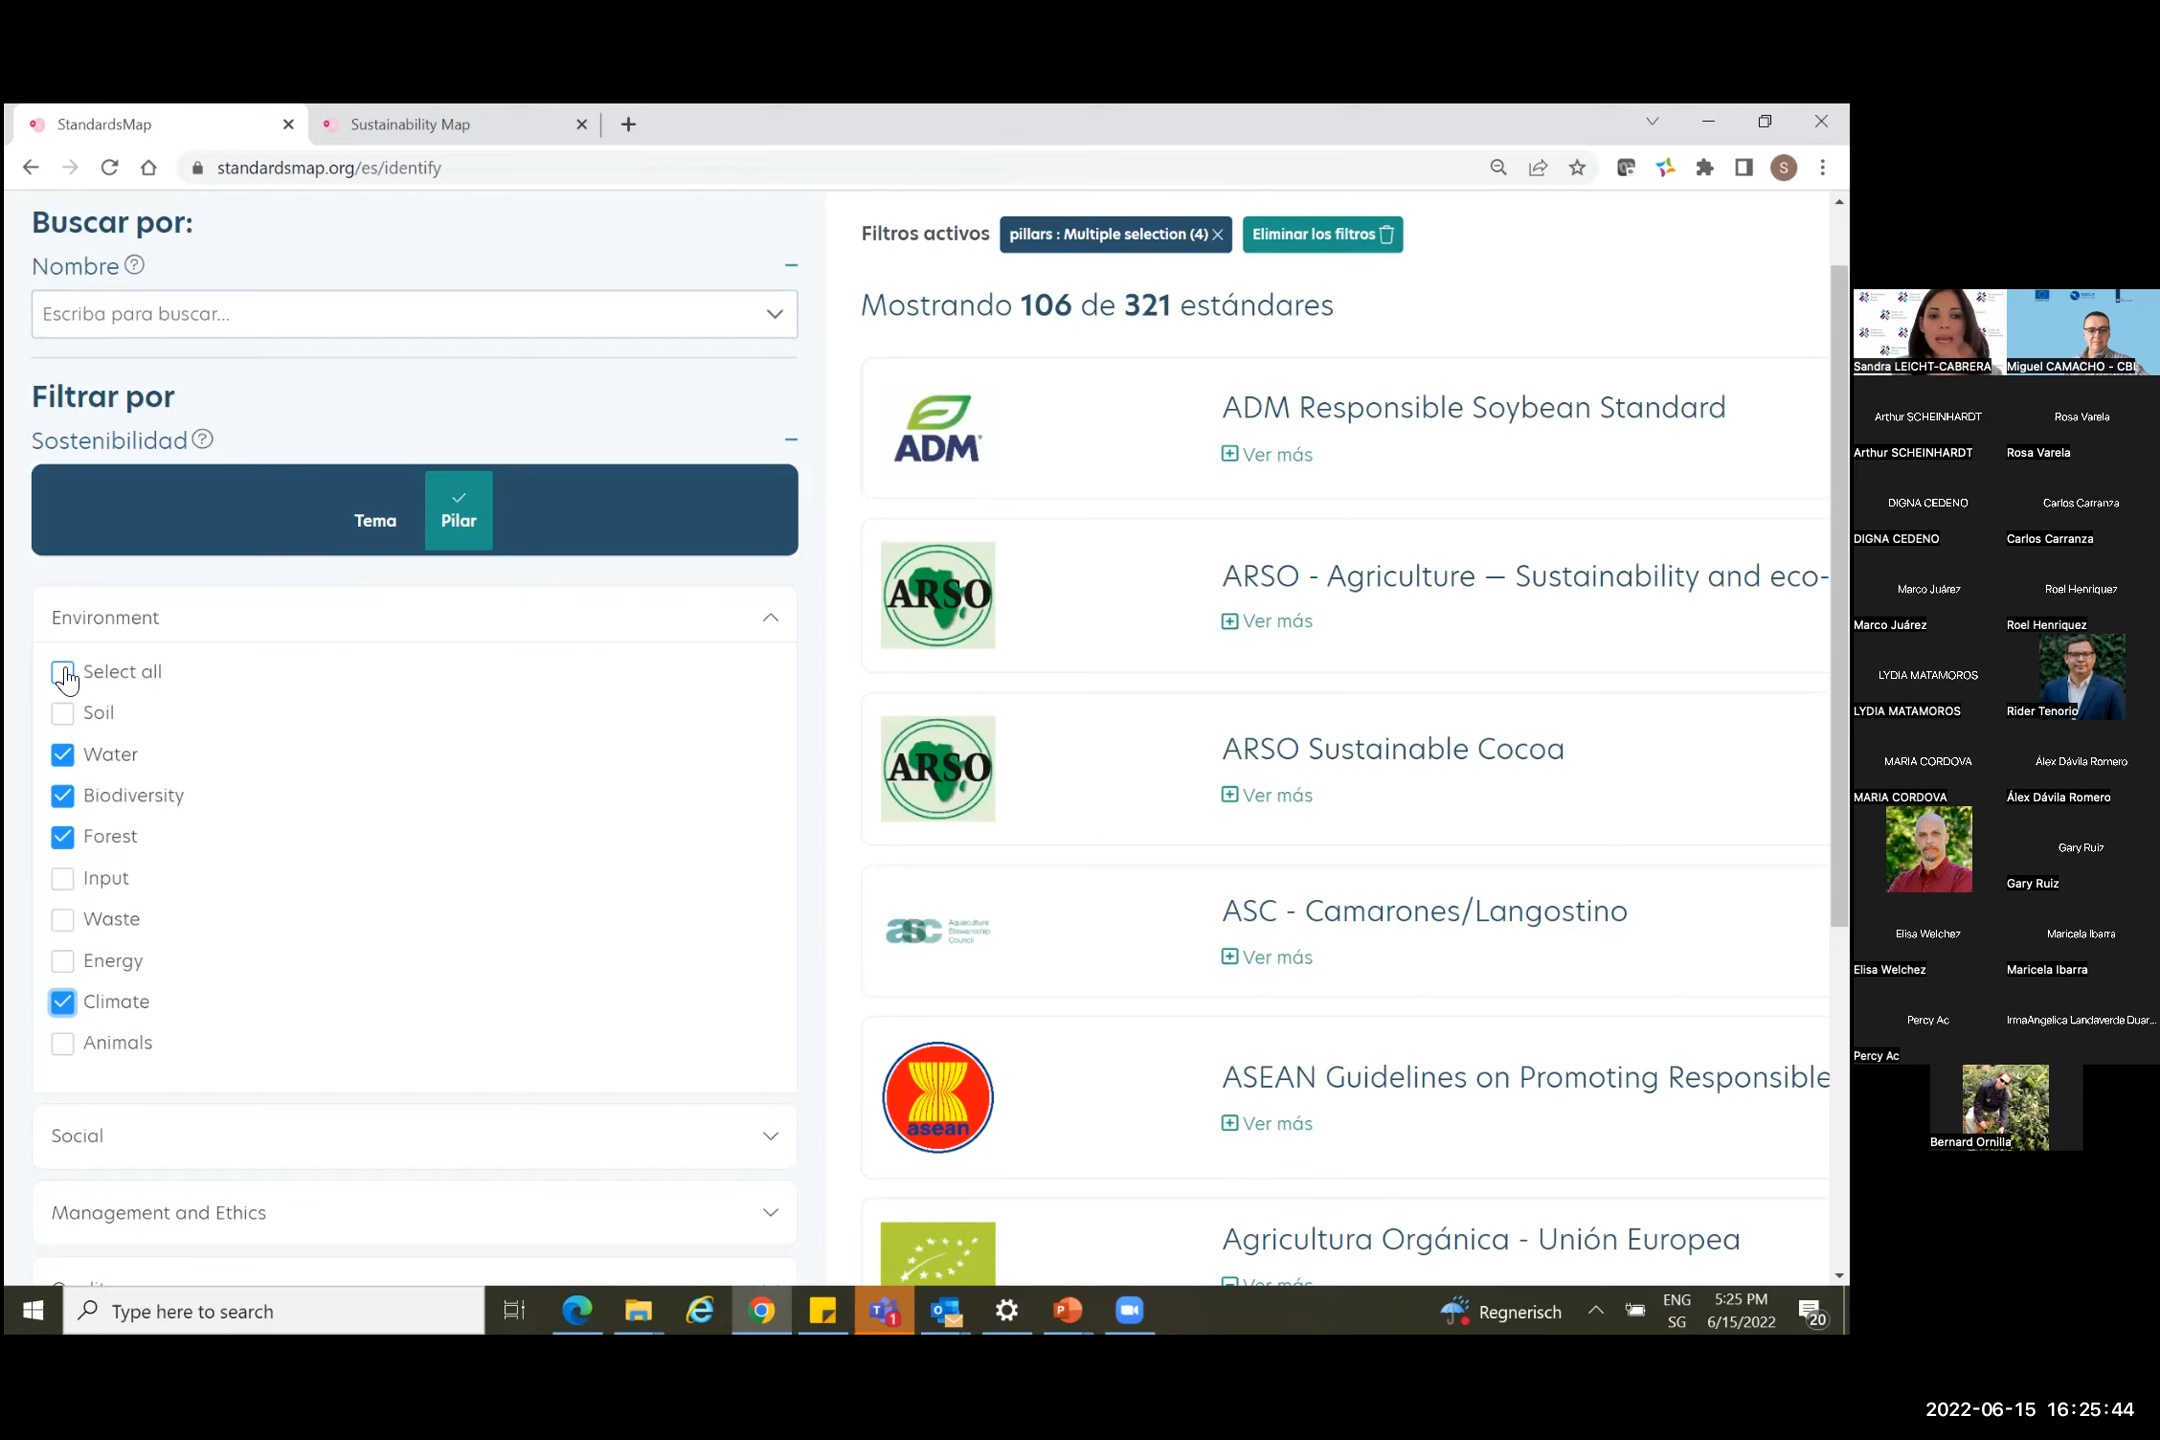 StandardsMap
Sustainability Map
standardsmap.org/es/identify
S
Buscar por:
Nombre
Escriba para buscar...
Filtrar por
Sostenibilidad
Tema
Pilar
Environment
Select all
Soil
Water
Biodiversity
Forest
Input
Waste
Energy
Climate
Animals
Social
Management and Ethics
Filtros activos
pillars : Multiple selection (4)
Eliminar los filtros
Mostrando 106 de 321 estándares
ADM
ADM Responsible Soybean Standard
Ver más
ARSO
ARSO - Agriculture – Sustainability and eco-
Ver más
ARSO
ARSO Sustainable Cocoa
Ver más
asc Aquaculture Stewardship Council
ASC - Camarones/Langostino
Ver más
asean
ASEAN Guidelines on Promoting Responsible
Ver más
Agricultura Orgánica - Unión Europea
Ver más
Type here to search
1
Regnerisch
ENG
SG
5:25 PM
6/15/2022
20
Sandra LEICHT-CABRERA
Miguel CAMACHO - CBI
Arthur SCHEINHARDT
Rosa Varela
Arthur SCHEINHARDT
Rosa Varela
DIGNA CEDENO
Carlos Carranza
DIGNA CEDENO
Carlos Carranza
Marco Juárez
Roel Henriquez
Marco Juárez
Roel Henriquez
LYDIA MATAMOROS
LYDIA MATAMOROS
Rider Tenorio
MARIA CORDOVA
Álex Dávila Romero
MARIA CORDOVA
Álex Dávila Romero
Gary Ruiz
Gary Ruiz
Elisa Welchez
Maricela Ibarra
Elisa Welchez
Maricela Ibarra
Percy Ac
IrmaAngelica Landaverde Duar...
Percy Ac
Bernard Ornilla
2022-06-15 16:25:44